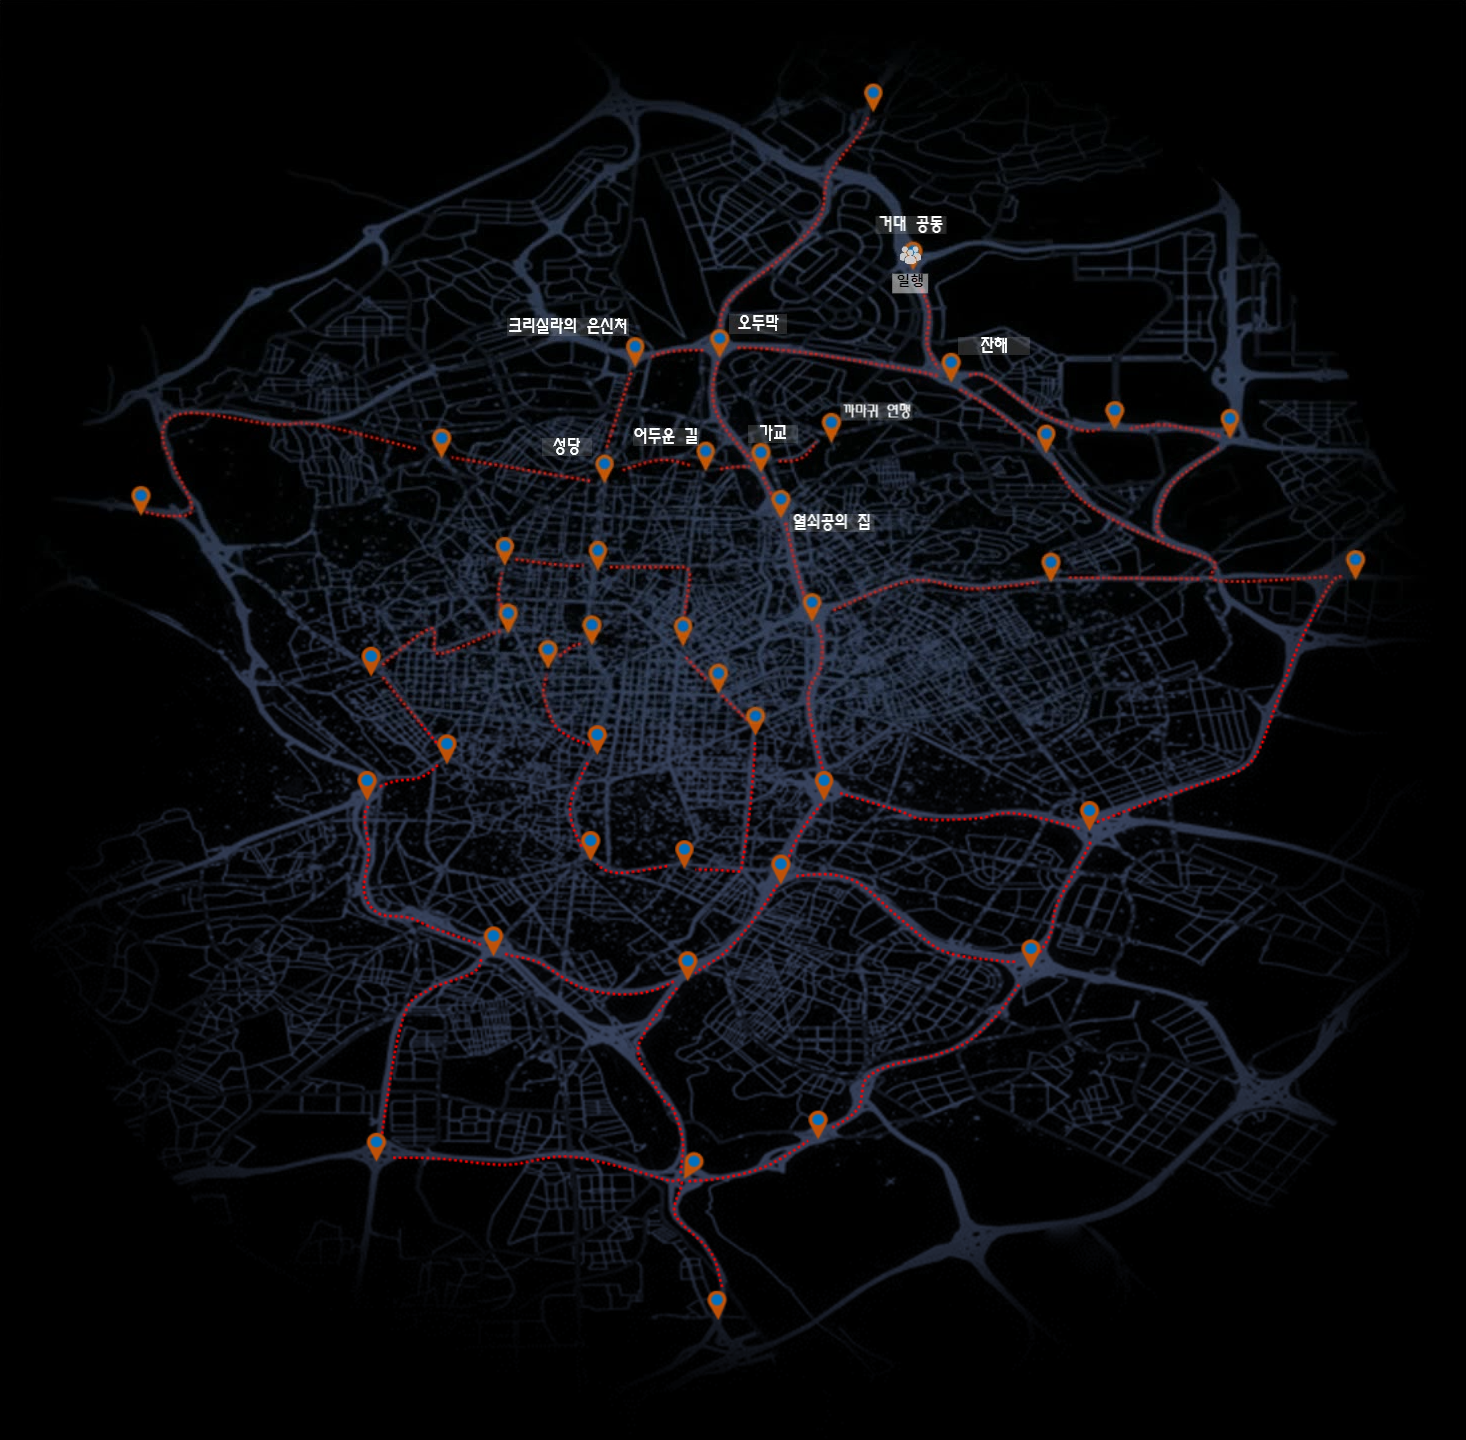 거대 공동
일행
크리실라의 은신처
오두막
잔해
까마귀 연맹
성당
어두운 길
가교
열쇠공의 집